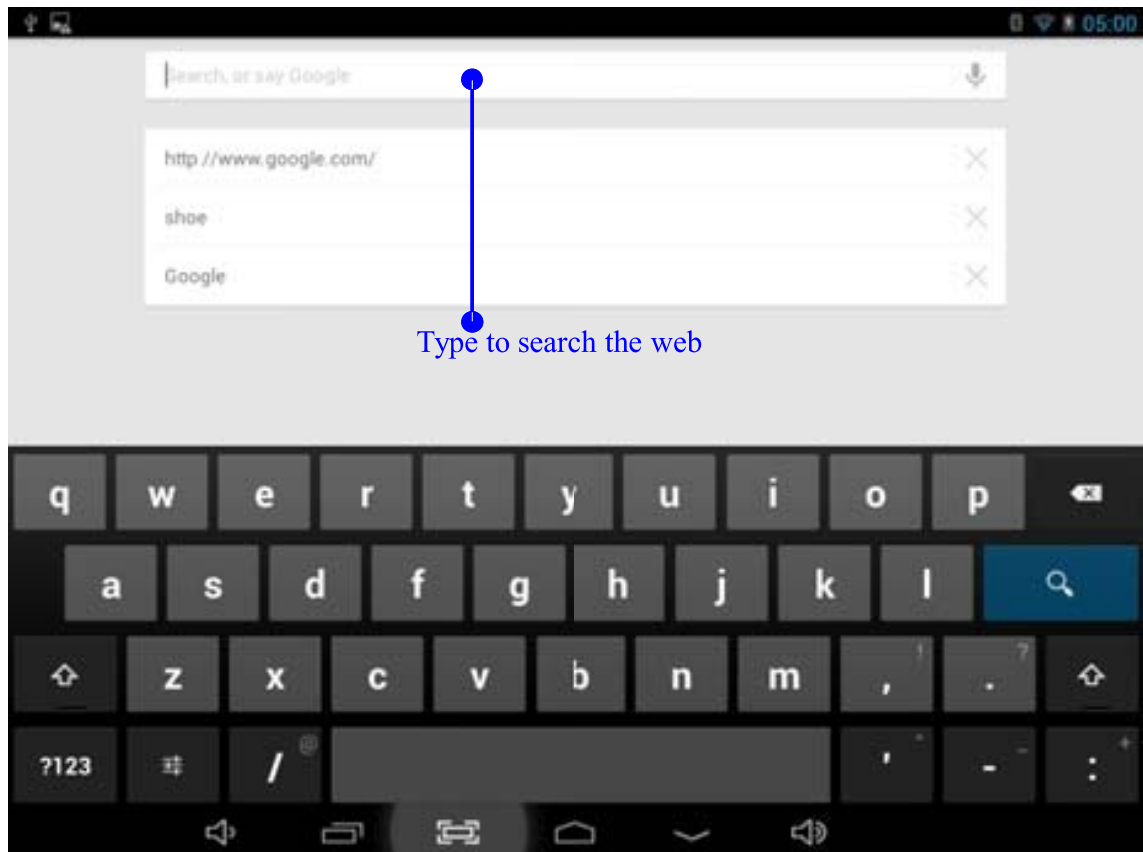 05:00
Search, or say Google
http //www.google.com/
shoe
Google
Type to search the web
q w e r t y u i o p
a s d f g h j k l
z x c v b n m , ! . ?
?123 / @ ' " - _ : +